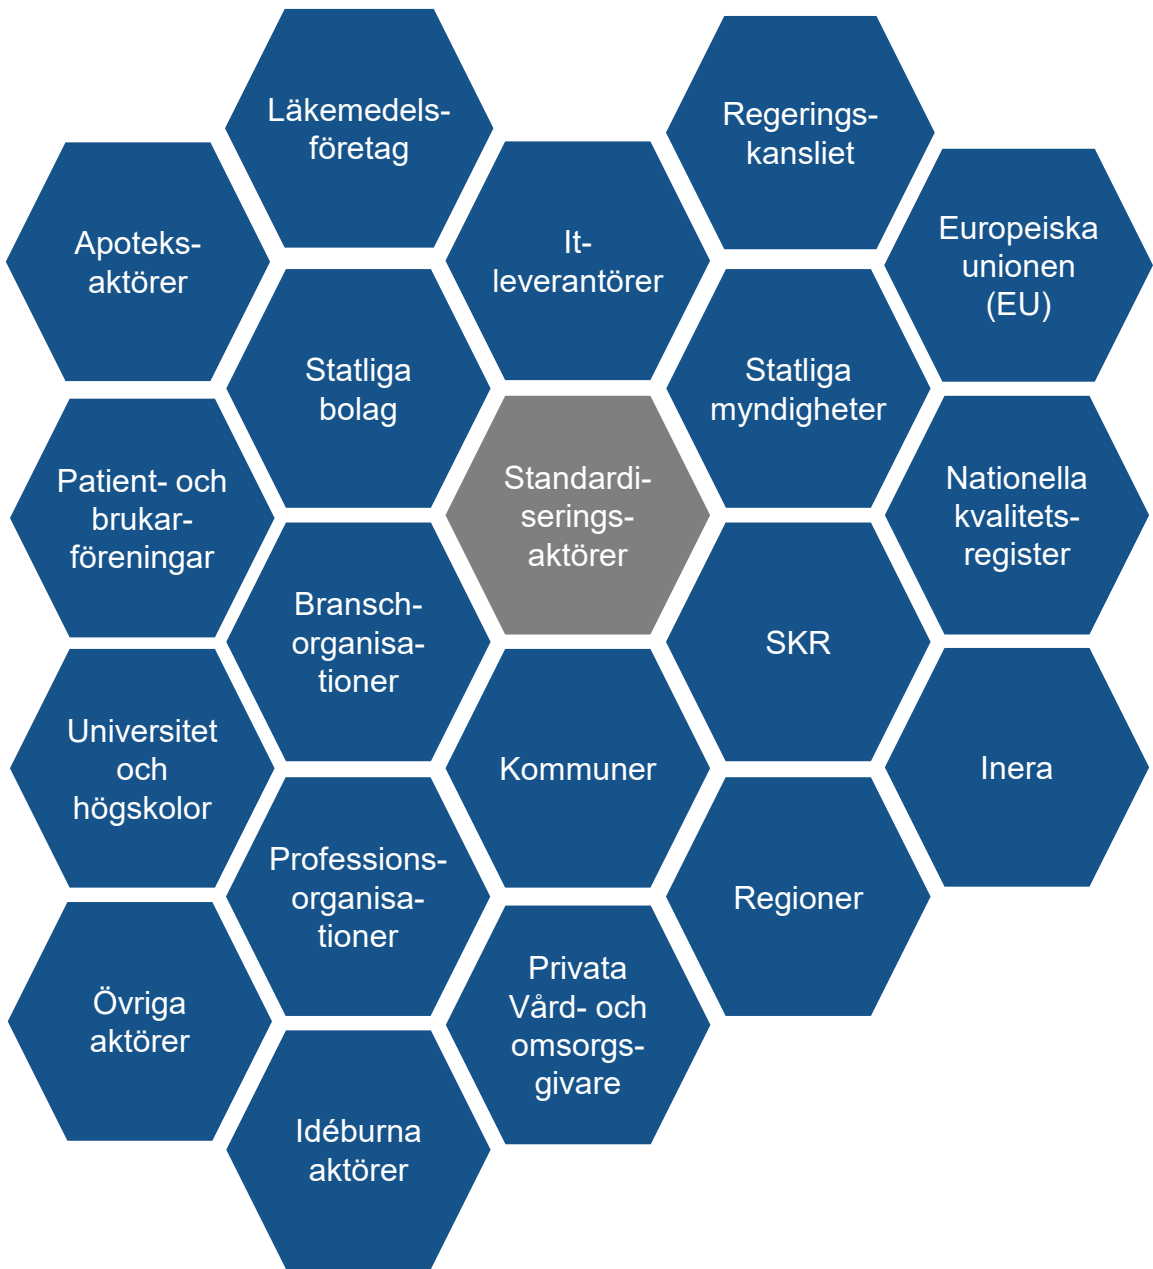 Läkemedels-
företag
Regerings-
kansliet
Apoteks-
aktörer
It-
leverantörer
Europeiska
unionen
(EU)
Statliga
bolag
Statliga
myndigheter
Patient- och
brukar-
föreningar
Standardi-
serings-
aktörer
Nationella
kvalitets-
register
Bransch-
organisa-
tioner
SKR
Universitet
och
högskolor
Kommuner
Inera
Professions-
organisa-
tioner
Regioner
Övriga
aktörer
Privata
Vård- och
omsorgs-
givare
Idéburna
aktörer